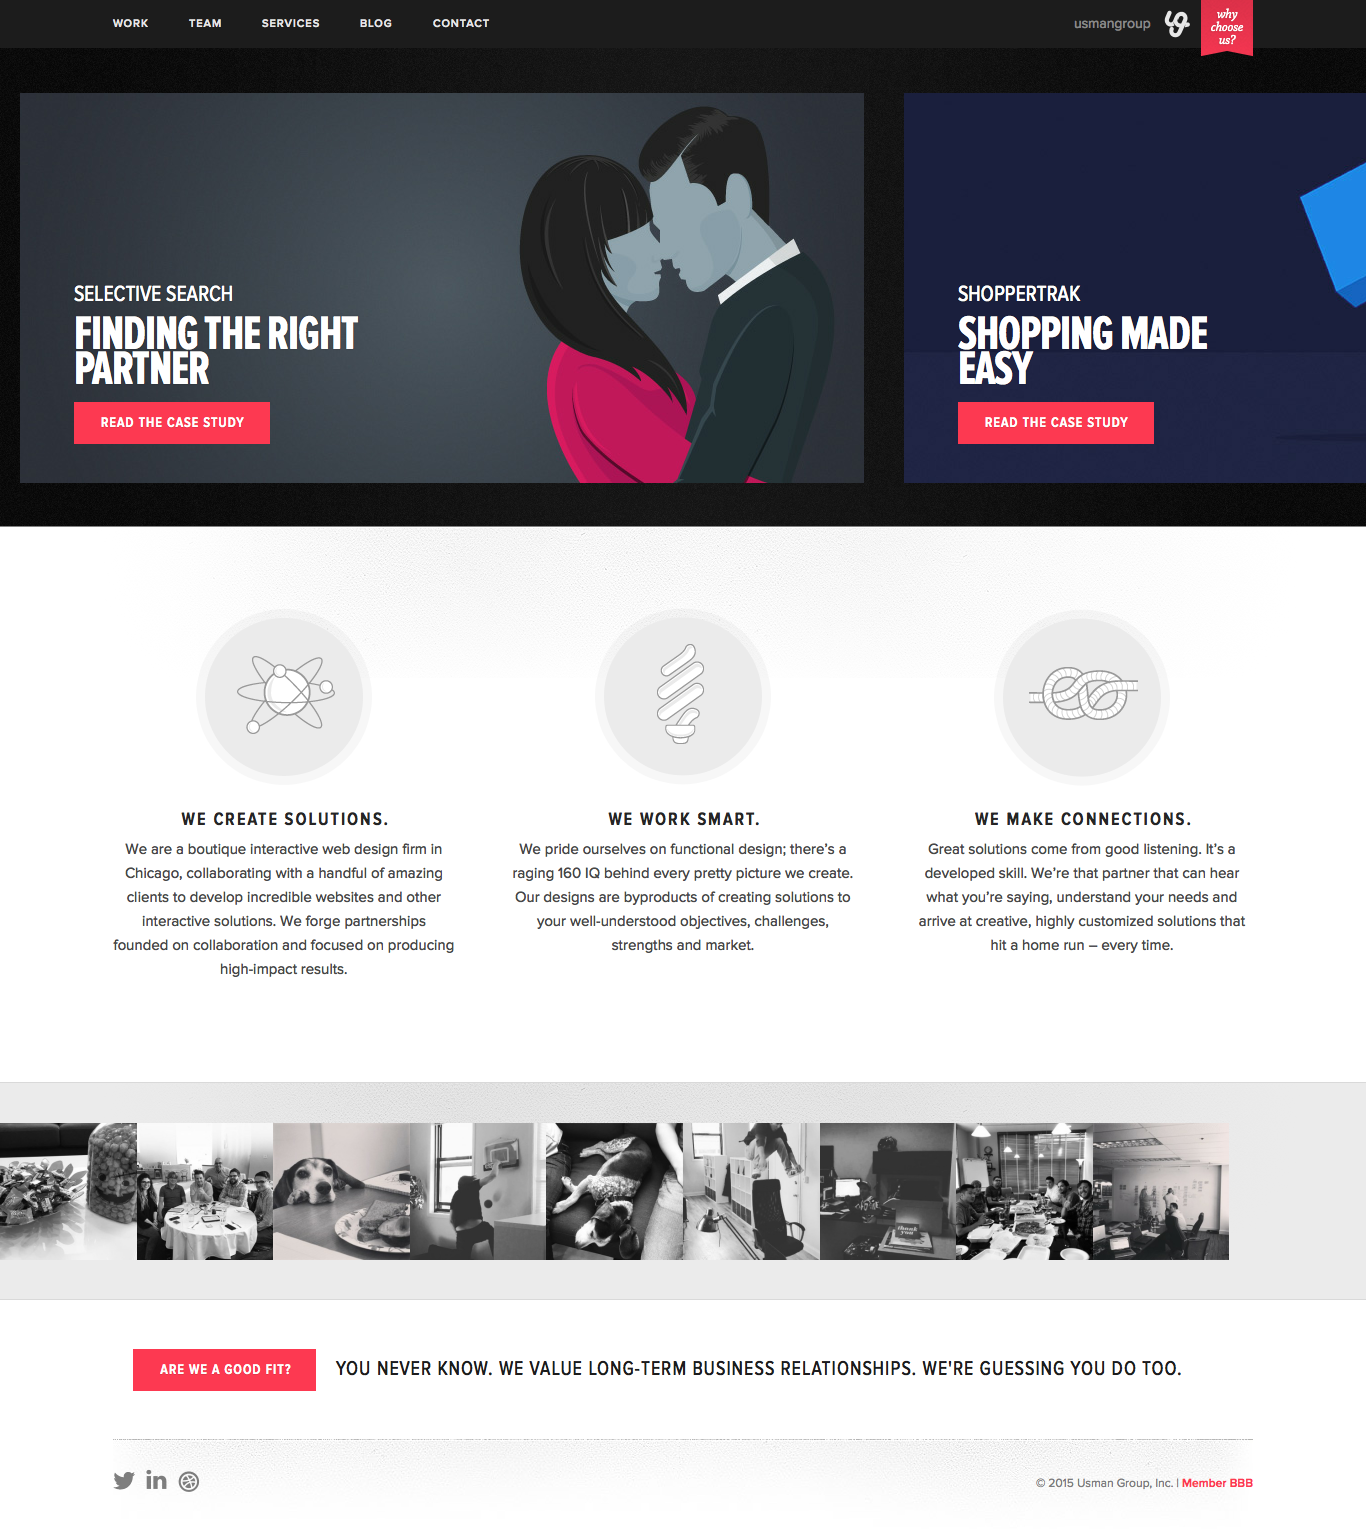 WORK TEAM SERVICES BLOG CONTACT usmangroup
why
choose
us?
SELECTIVE SEARCH
FINDING THE RIGHT
PARTNER
READ THE CASE STUDY
SHOPPERTRAK
SHOPPING MADE
EASY
READ THE CASE STUDY
WE CREATE SOLUTIONS.
We are a boutique interactive web design firm in
Chicago, collaborating with a handful of amazing
clients to develop incredible websites and other
interactive solutions. We forge partnerships
founded on collaboration and focused on producing
high-impact results.
WE WORK SMART.
We pride ourselves on functional design; there's a
raging 160 IQ behind every pretty picture we create.
Our designs are byproducts of creating solutions to
your well-understood objectives, challenges,
strengths and market.
WE MAKE CONNECTIONS.
Great solutions come from good listening. It's a
developed skill. We're that partner that can hear
what you're saying, understand your needs and
arrive at creative, highly customized solutions that
hit a home run – every time.
thank
you
ARE WE A GOOD FIT? YOU NEVER KNOW. WE VALUE LONG-TERM BUSINESS RELATIONSHIPS. WE'RE GUESSING YOU DO TOO.
in
© 2015 Usman Group, Inc. | Member BBB